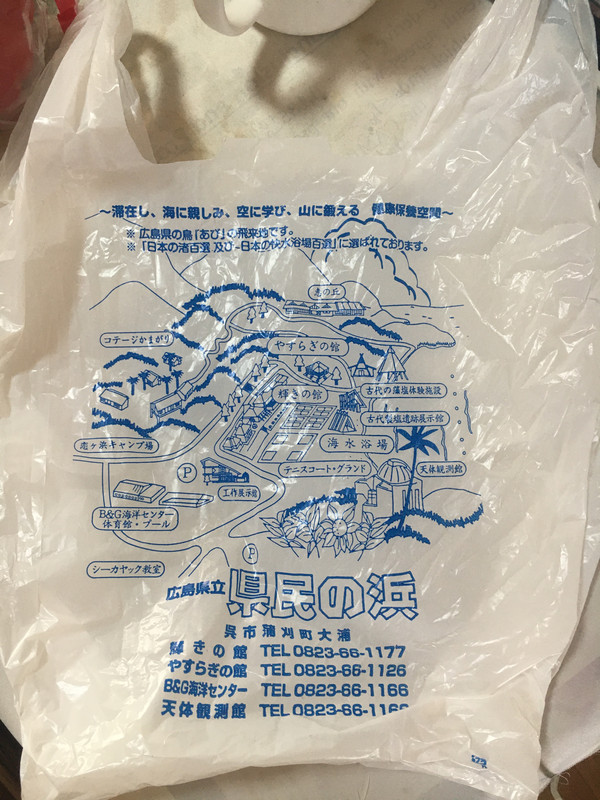 ～滞在し、海に親しみ、空に学び、山に鍛える 健康保養空間～
※広島県の鳥「あび」の飛来地です。
※「日本の渚百選 及び 日本の快水浴場百選」に選ばれております。
恵の丘
コテージかまがり
やすらぎの館
輝きの館
古代の藻塩体験施設
古代製塩遺跡展示館
海水浴場
恋ヶ浜キャンプ場
テニスコート・グランド
天体観測館
P
工作展示館
B&G海洋センター
体育館・プール
P
シーカヤック教室
広島県立 県民の浜
呉市蒲刈町大浦
輝きの館 TEL0823-66-1177
やすらぎの館 TEL0823-66-1126
B&G海洋センター TEL0823-66-1166
天体観測館 TEL0823-66-116